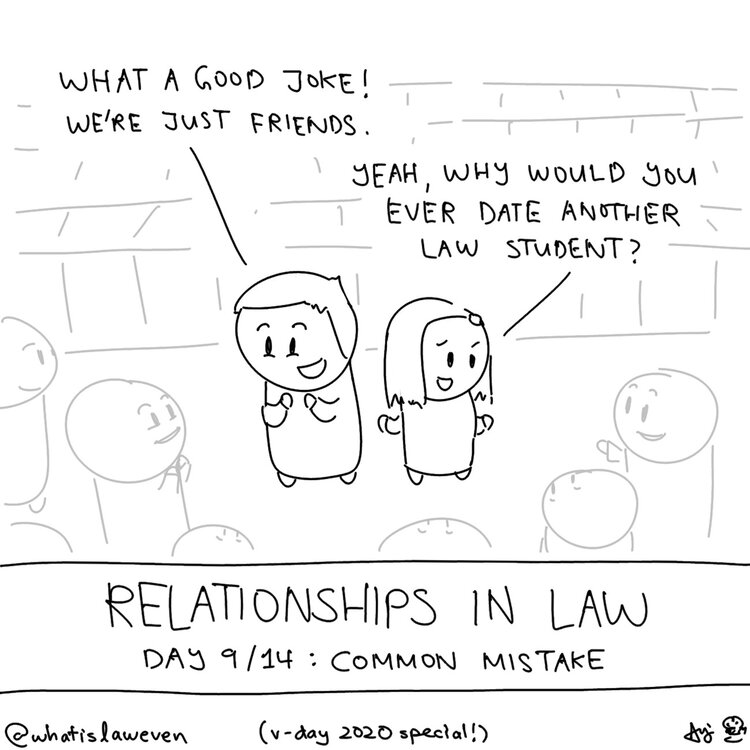 WHAT A GOOD JOKE!
WE'RE JUST FRIENDS.
YEAH, WHY WOULD YOU
EVER DATE ANOTHER
LAW STUDENT?
RELATIONSHIPS IN LAW
DAY 9/14 : COMMON MISTAKE
@whatislaweven (v-day 2020 special!)